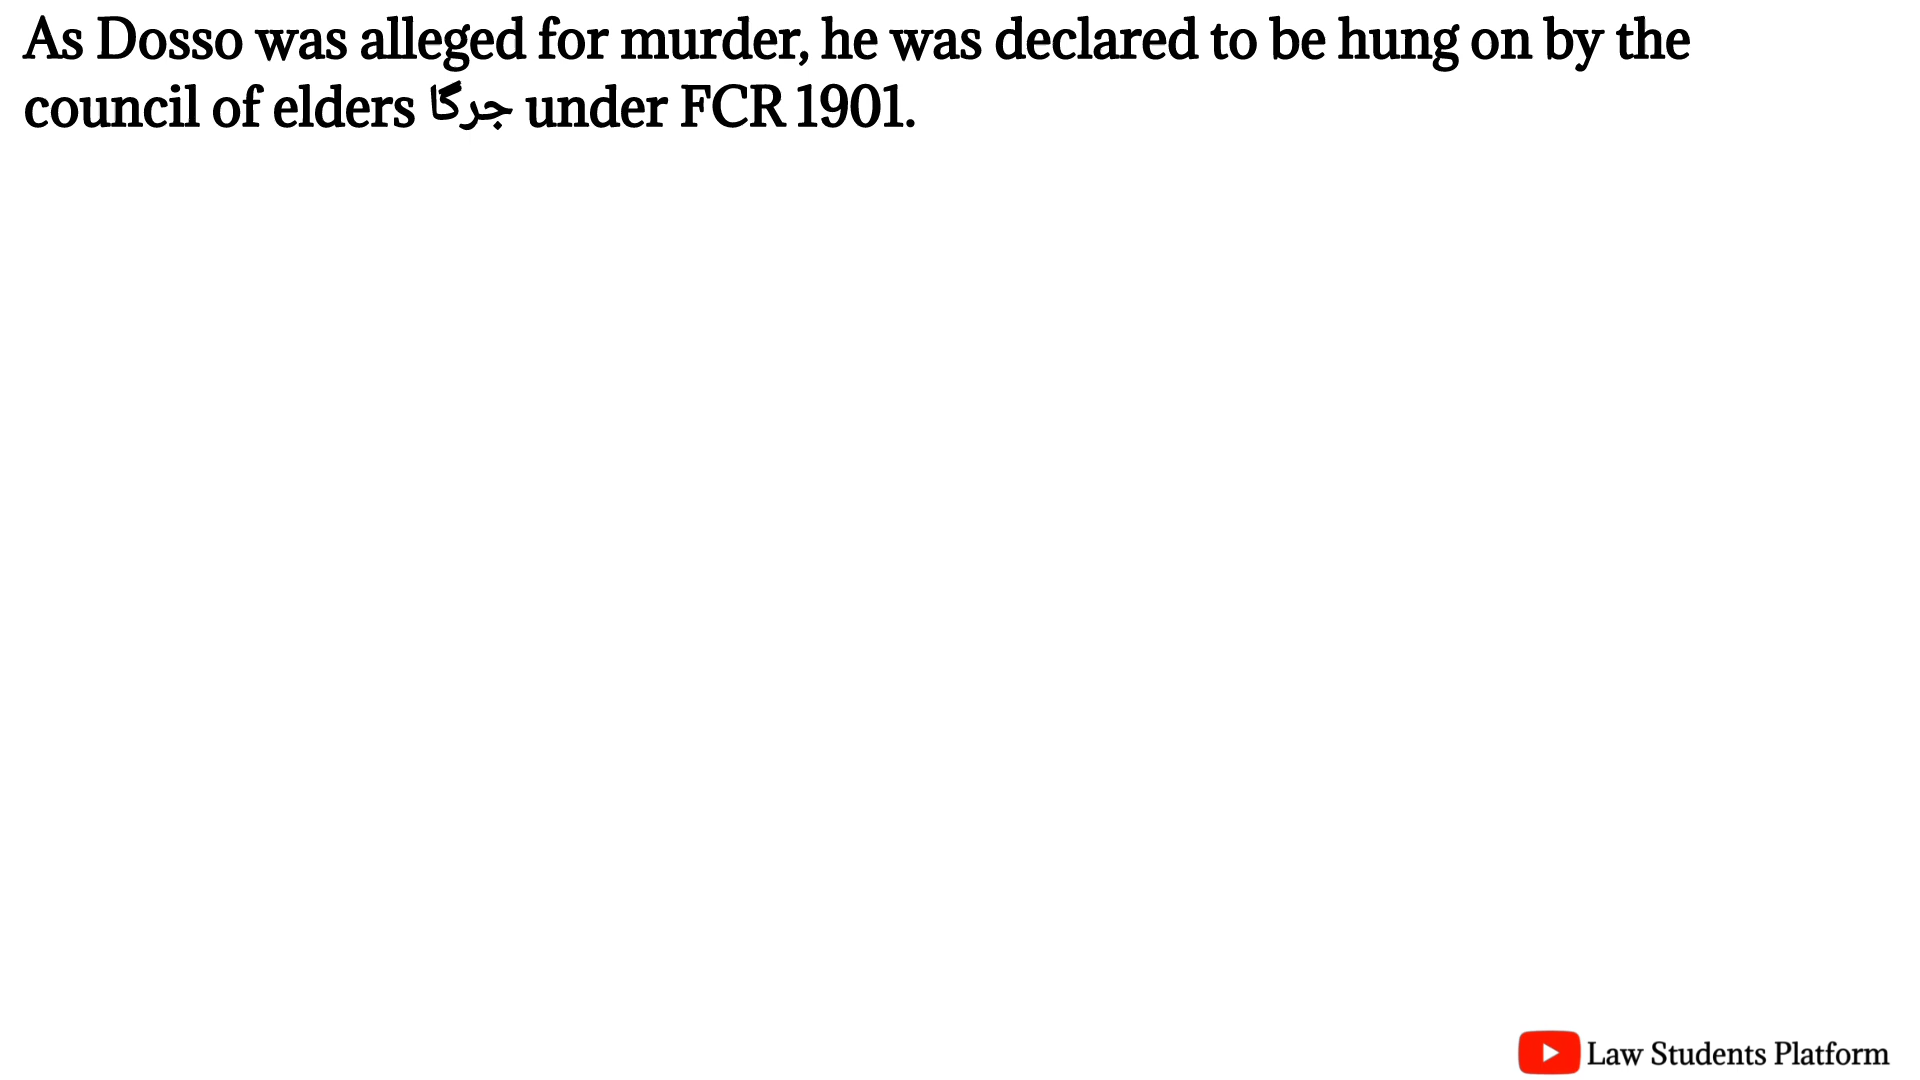 As Dosso was alleged for murder, he was declared to be hung on by the
council of elders جرگا under FCR 1901.
Law Students Platform